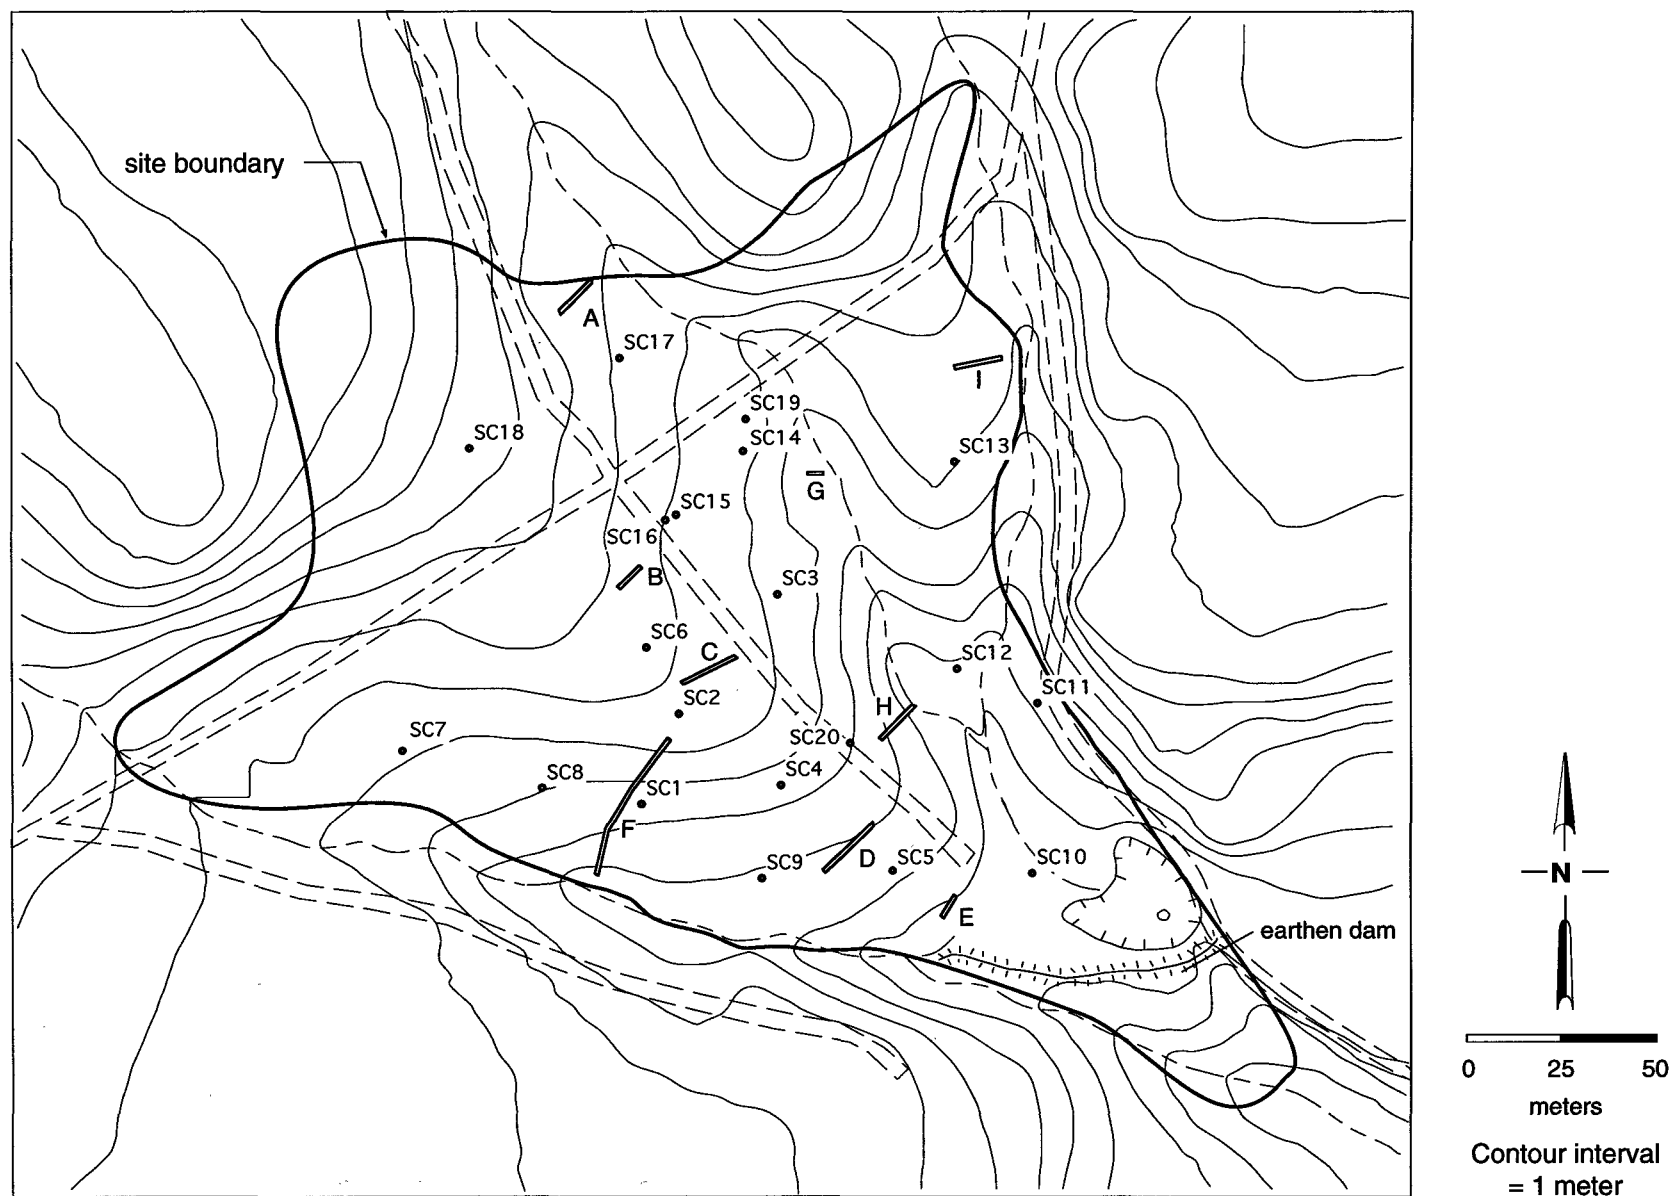 site boundary
A
SC17
I
SC19
SC18
SC14
SC13
G
SC15
SC16
B
SC3
SC6
C
SC12
SC11
SC2
H
SC7
SC20
SC8
SC4
SC1
F
D
SC5
SC10
SC9
E
earthen dam
N
0 25 50
meters
Contour interval
= 1 meter